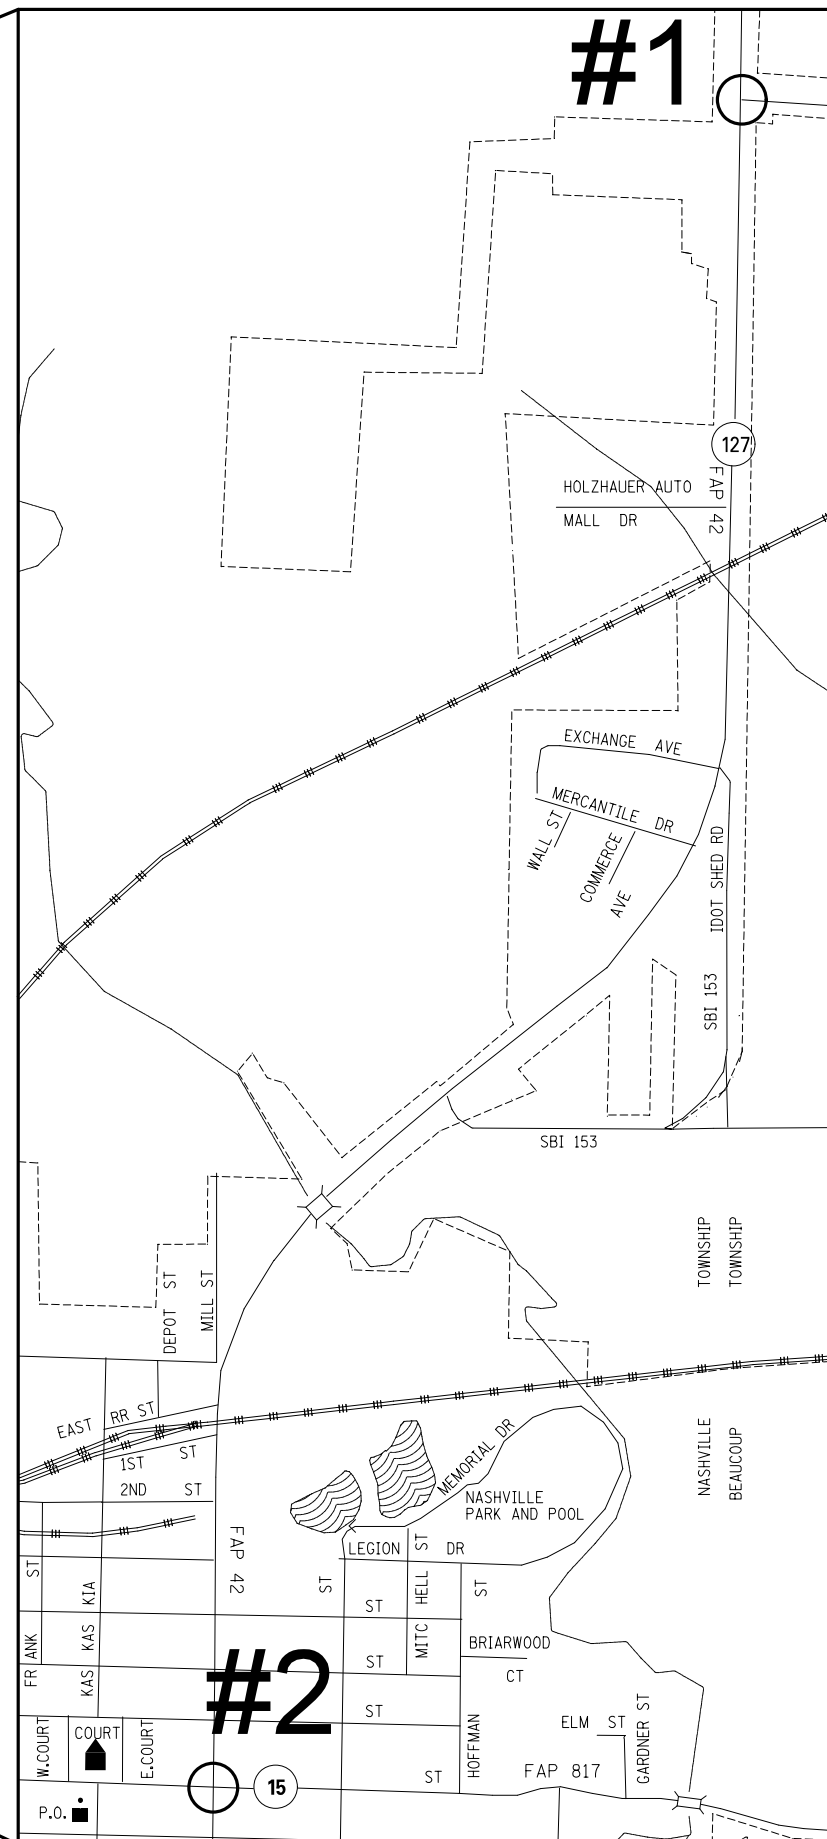 #1
127
FAP 42
HOLZHAUER AUTO
MALL DR
EXCHANGE AVE
MERCANTILE DR
WALL ST
COMMERCE
AVE
IDOT SHED RD
SBI 153
SBI 153
TOWNSHIP
TOWNSHIP
DEPOT ST
MILL ST
EAST RR ST
1ST ST
2ND ST
MEMORIAL DR
NASHVILLE
PARK AND POOL
NASHVILLE
BEAUCOUP
FAP 42
LEGION DR
ST
ST
ST
ST
ST
MITC HELL ST
ST
FR ANK ST
KAS KAS KIA
BRIARWOOD
CT
#2
W.COURT
COURT
E.COURT
HOFFMAN
ELM ST
GARDNER ST
FAP 817
15
P.O.